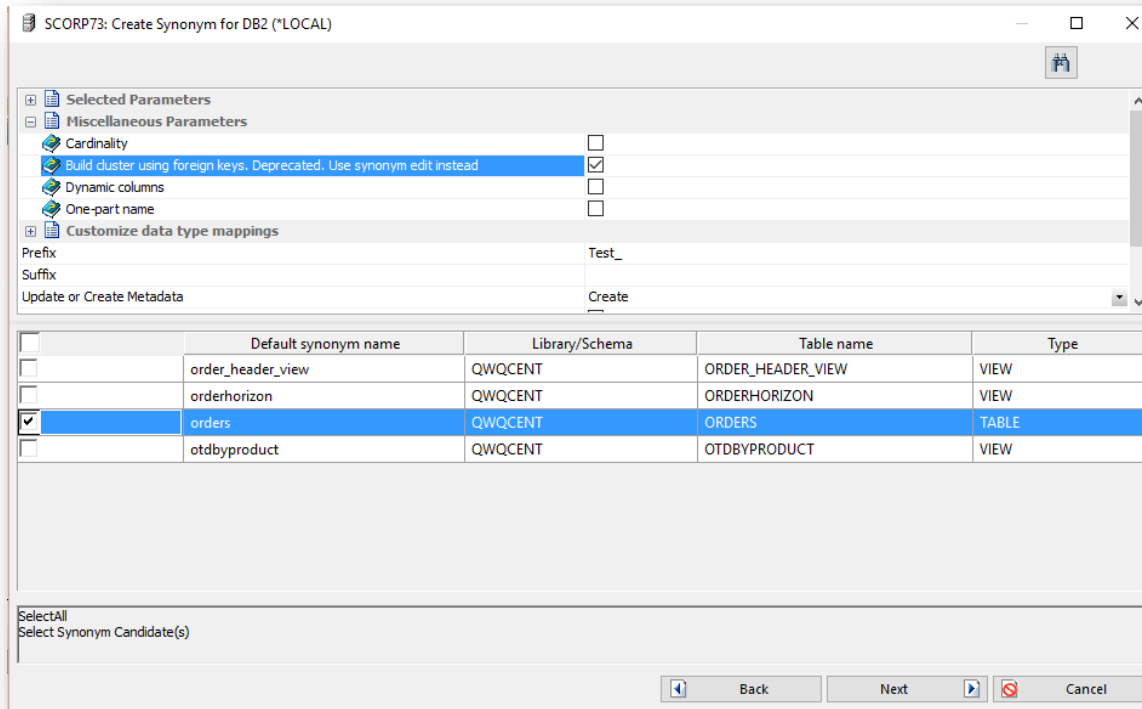 SCORP73: Create Synonym for DB2 (*LOCAL)
Selected Parameters
Miscellaneous Parameters
Cardinality
Build cluster using foreign keys. Deprecated. Use synonym edit instead
Dynamic columns
One-part name
Customize data type mappings
Prefix Test_
Suffix
Update or Create Metadata Create
Default synonym name Library/Schema Table name Type
order_header_view QWQCENT ORDER_HEADER_VIEW VIEW
orderhorizon QWQCENT ORDERHORIZON VIEW
orders QWQCENT ORDERS TABLE
otdbyproduct QWQCENT OTDBYPRODUCT VIEW
SelectAll
Select Synonym Candidate(s)
Back Next Cancel